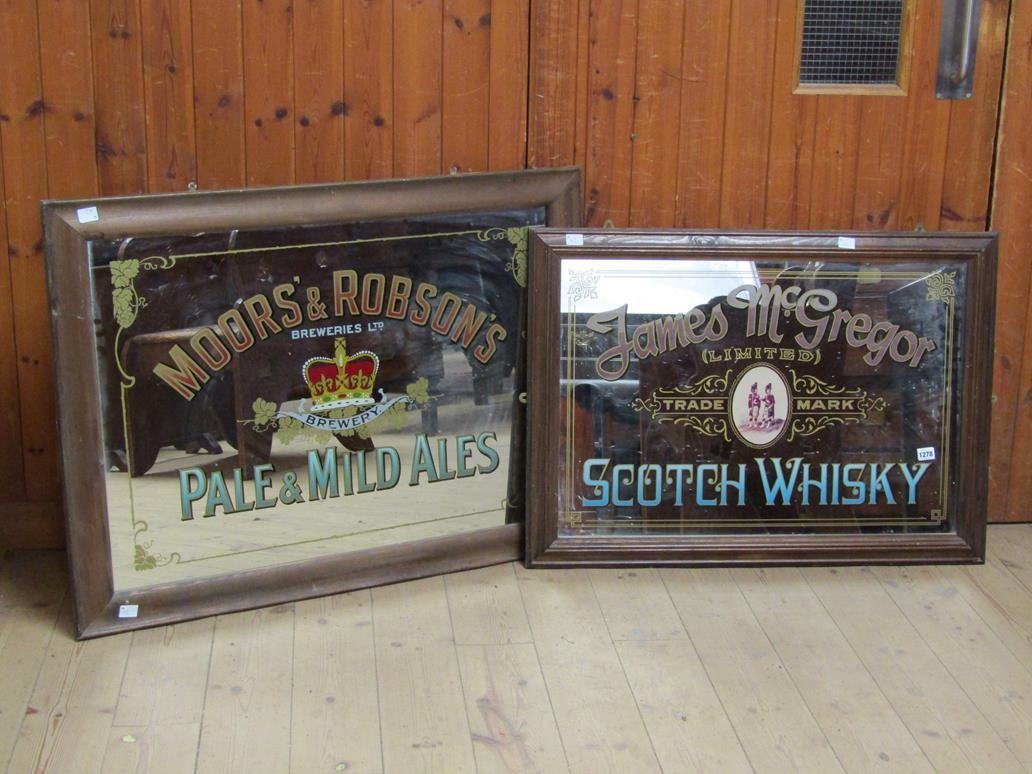 MOORS' & ROBSON'S
BREWERIES LTD
BREWERY.
PALE & MILD ALES
James McGregor
(LIMITED)
TRADE MARK
SCOTCH WHISKY
1278